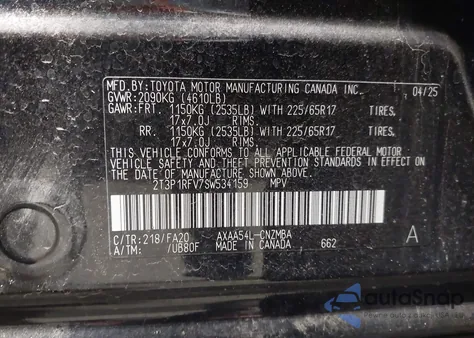 MFD.BY:TOYOTA MOTOR MANUFACTURING CANADA INC. 04/25
GVWR:2090KG (4610LB)
GAWR:FRT. 1150KG (2535LB) WITH 225/65R17 TIRES,
17x7.0J RIMS.
RR. 1150KG (2535LB) WITH 225/65R17 TIRES,
17x7.0J RIMS.
THIS VEHICLE CONFORMS TO ALL APPLICABLE FEDERAL MOTOR
VEHICLE SAFETY AND THEFT PREVENTION STANDARDS IN EFFECT ON
THE DATE OF MANUFACTURE SHOWN ABOVE.
2T3P1RFV7SW534159 MPV
C/TR:218/FA20 AXAA54L-CNZMBA A
A/TM: /UB80F MADE IN CANADA 662
autoSnap